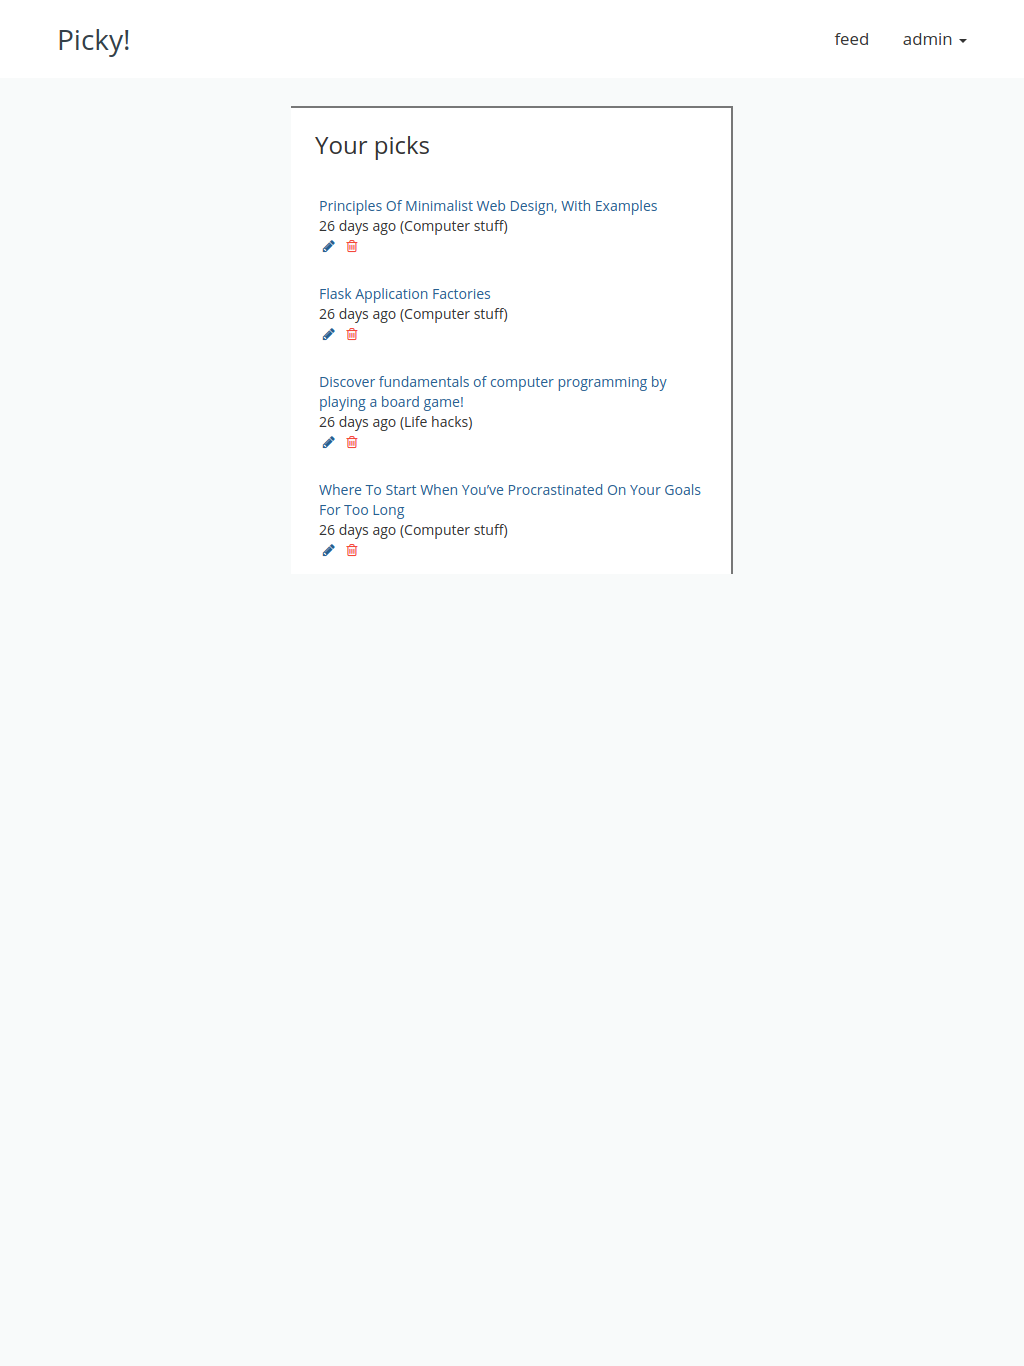 Picky!
feed
admin
Your picks
Principles Of Minimalist Web Design, With Examples
26 days ago (Computer stuff)
Flask Application Factories
26 days ago (Computer stuff)
Discover fundamentals of computer programming by
playing a board game!
26 days ago (Life hacks)
Where To Start When You’ve Procrastinated On Your Goals
For Too Long
26 days ago (Computer stuff)